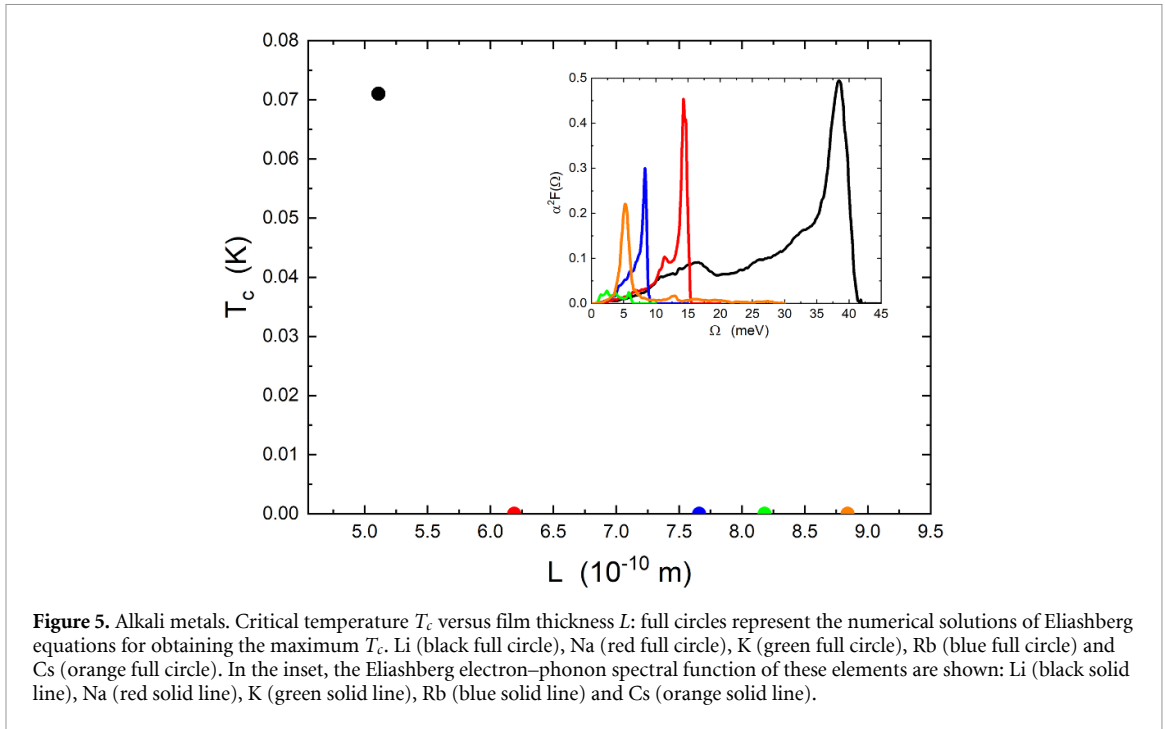 0.08
0.07
0.06
0.05
0.04
0.03
0.02
0.01
0.00
T_c (K)
5.0 6.0 7.0 7.5 8.0 8.5 9.0 9.5
L (10^-10 m)
0.5
0.4
0.3
0.2
0.1
0.0
α²F(Ω)
0 5 10 15 20 25 30 35 40 45
Ω (meV)
Figure 5. Alkali metals. Critical temperature T_c versus film thickness L: full circles represent the numerical solutions of Eliashberg
equations for obtaining the maximum T_c. Li (black full circle), Na (red full circle), K (green full circle), Rb (blue full circle) and
Cs (orange full circle). In the inset, the Eliashberg electron–phonon spectral function of these elements are shown: Li (black solid
line), Na (red solid line), K (green solid line), Rb (blue solid line) and Cs (orange solid line).